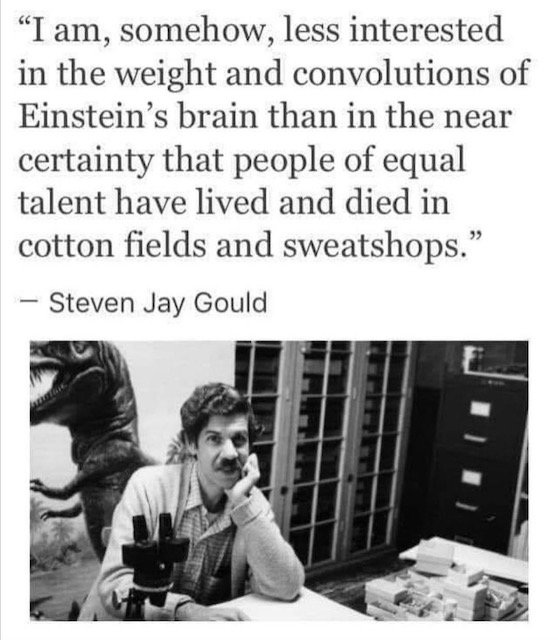 “I am, somehow, less interested
in the weight and convolutions of
Einstein’s brain than in the near
certainty that people of equal
talent have lived and died in
cotton fields and sweatshops.”
— Steven Jay Gould